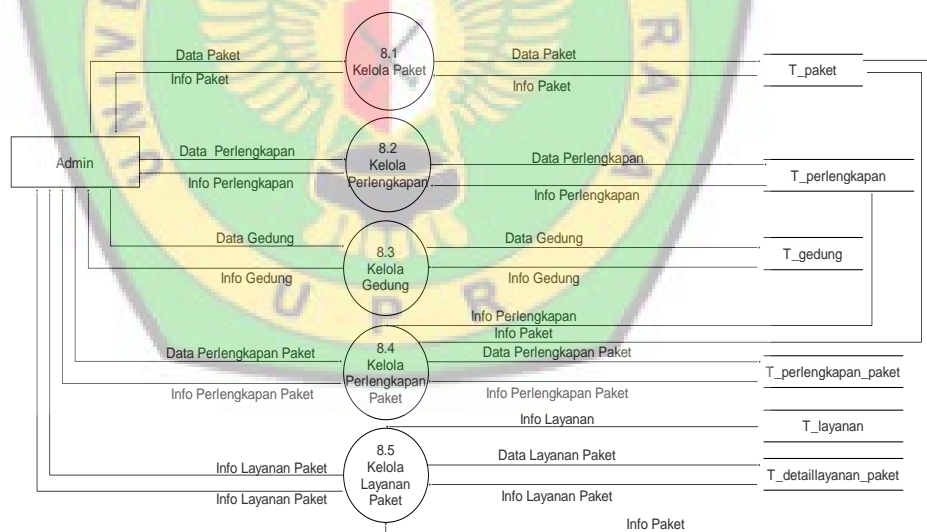 8.1
Kelola Paket
Data Paket
Info Paket
Data Paket
Info Paket
T_paket
Admin
8.2
Kelola
Perlengkapan
Data Perlengkapan
Info Perlengkapan
Data Perlengkapan
Info Perlengkapan
T_perlengkapan
8.3
Kelola
Gedung
Data Gedung
Info Gedung
Data Gedung
Info Gedung
T_gedung
Info Perlengkapan
Info Paket
8.4
Kelola
Perlengkapan
Paket
Data Perlengkapan Paket
Info Perlengkapan Paket
Data Perlengkapan Paket
Info Perlengkapan Paket
T_perlengkapan_paket
Info Layanan
T_layanan
8.5
Kelola
Layanan
Paket
Info Layanan Paket
Info Layanan Paket
Data Layanan Paket
Info Layanan Paket
T_detaillayanan_paket
Info Paket
UPR
RAYA